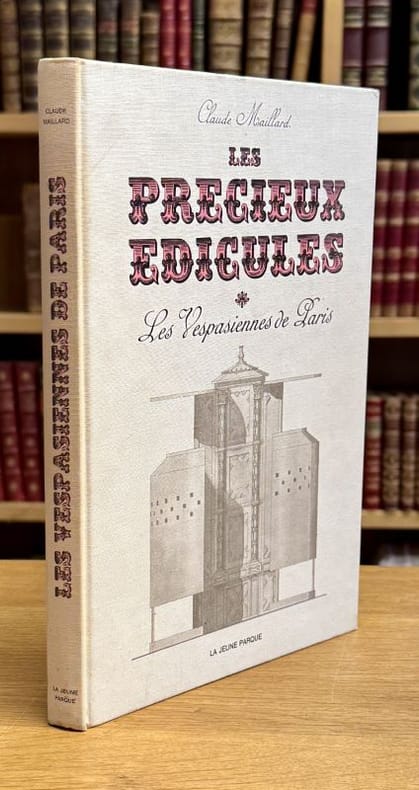 CLAUDE
MAILLARD
LES VESPASIENNES DE PARIS
LA JEUNE
PARQUE
Claude Maillard.
LES
PRECIEUX
EDICULES
Les Vespasiennes de Paris
LA JEUNE PARQUE